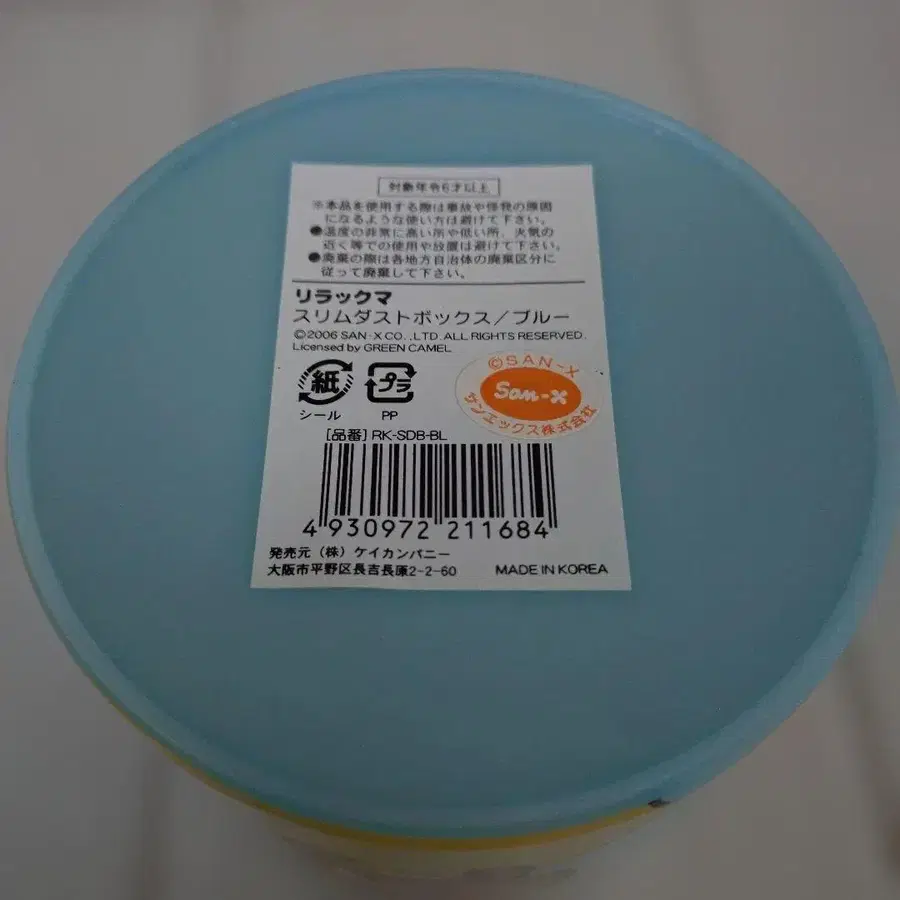 対象年令6才以上
※本品を使用する際は事故や怪我の原因
になるような使い方は避けて下さい。
●温度の非常に高い所や低い所、火気の
近く等での使用や放置は避けて下さい。
●廃棄の際は各地方自治体の廃棄区分に
従って廃棄して下さい。
リラックマ
スリムダストボックス／ブルー
©2006 SAN-X CO.,LTD.ALL RIGHTS RESERVED.
Licensed by GREEN CAMEL
紙
シール
プラ
PP
©SAN-X
San-x
サンエックス株式会社
[品番] RK-SDB-BL
4 930972 211684
発売元（株）ケイカンパニー
大阪市平野区長吉長原2-2-60 MADE IN KOREA